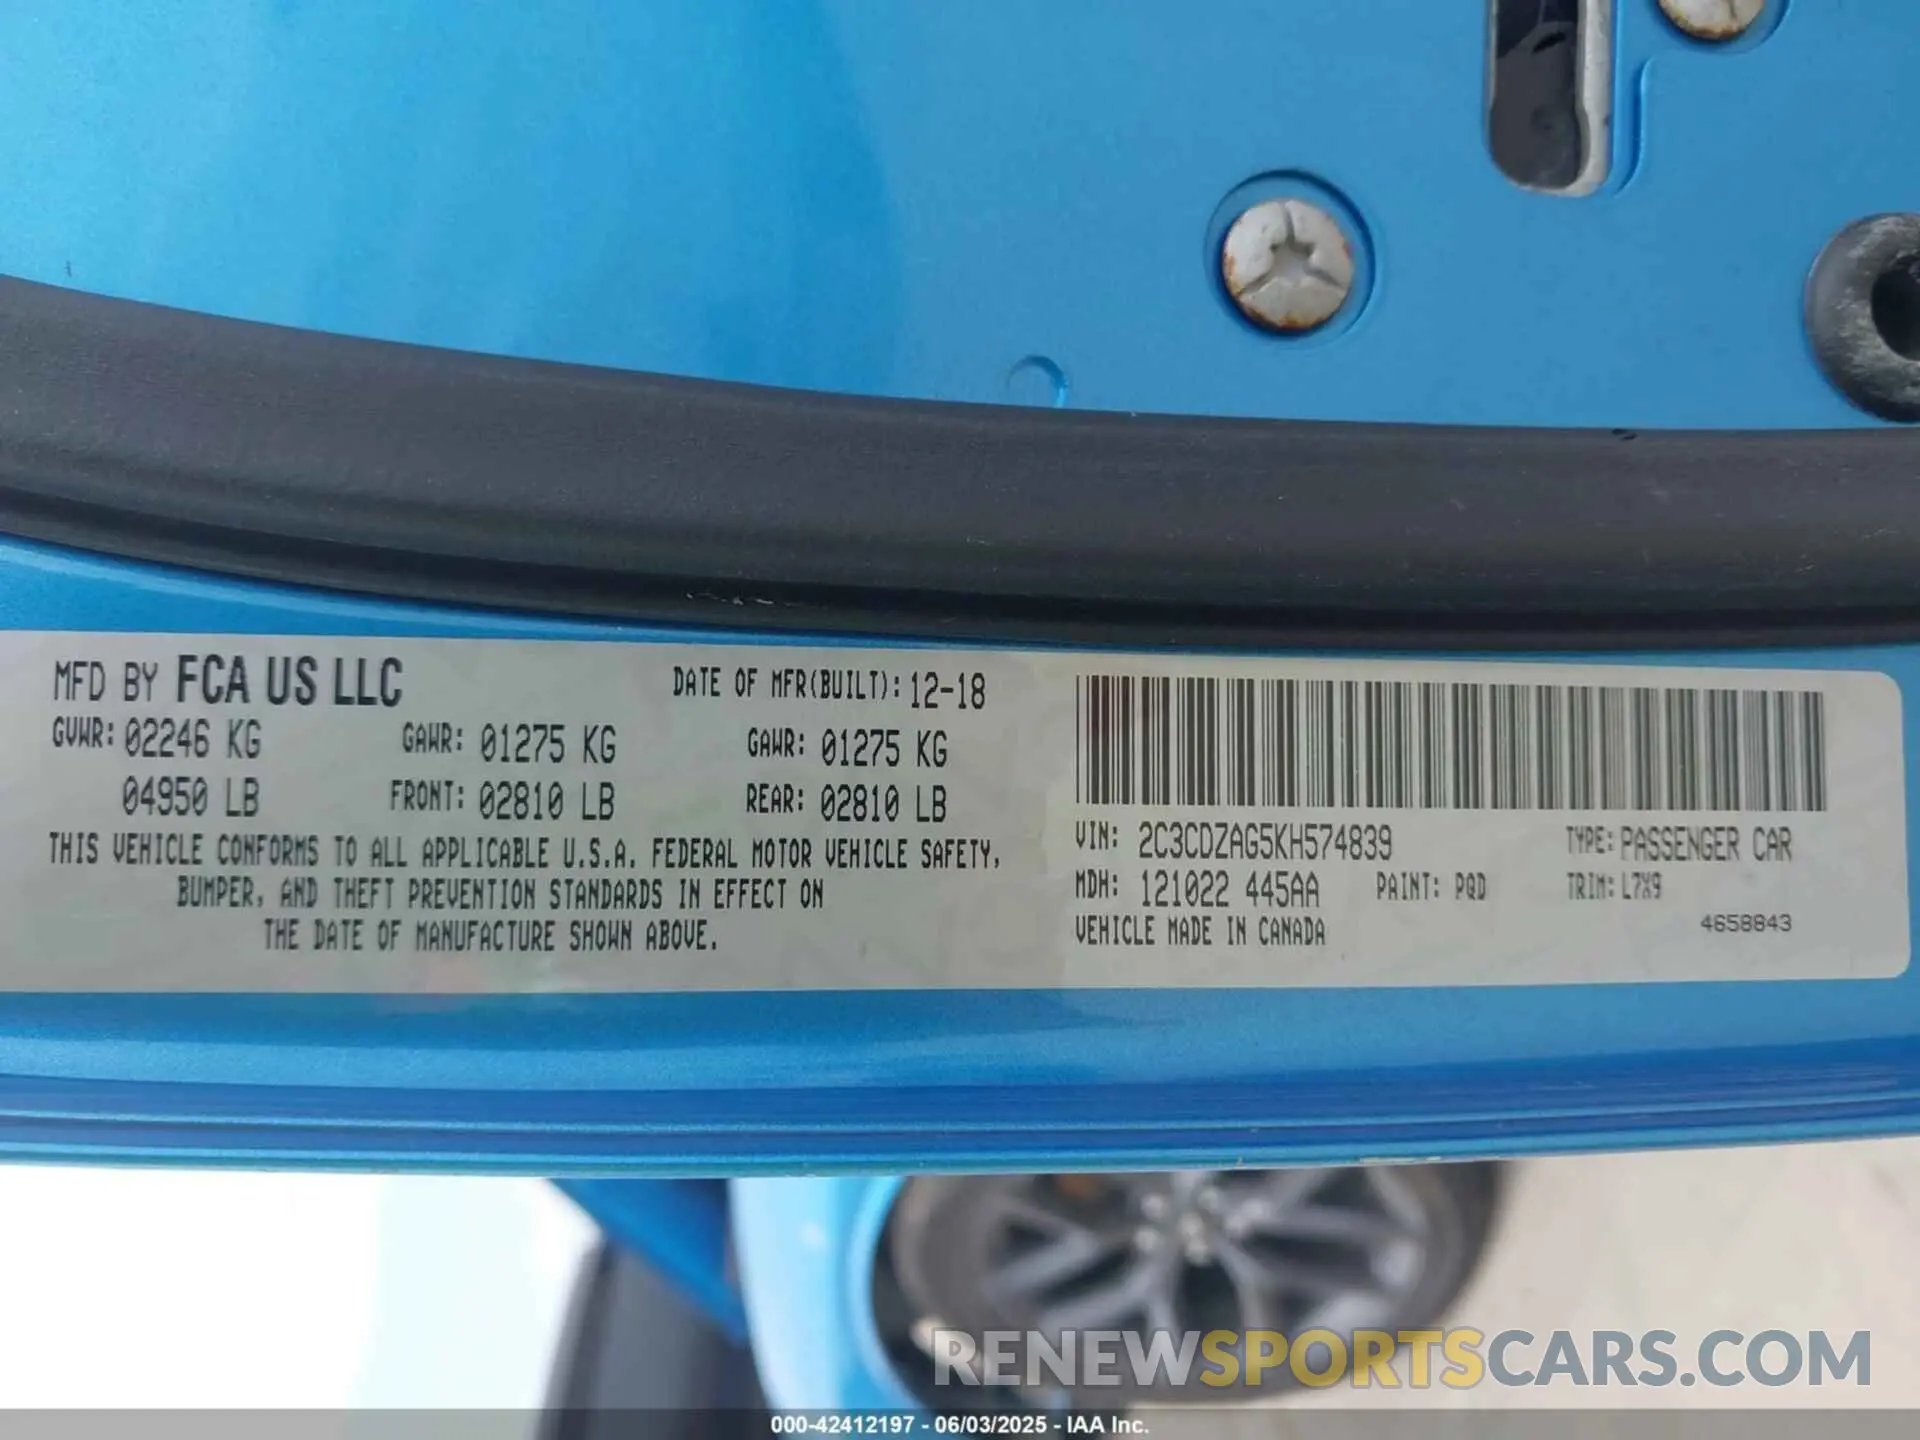 MFD BY FCA US LLC
DATE OF MFR(BUILT): 12-18
GVWR: 02246 KG GAWR: 01275 KG GAWR: 01275 KG
04950 LB FRONT: 02810 LB REAR: 02810 LB
THIS VEHICLE CONFORMS TO ALL APPLICABLE U.S.A. FEDERAL MOTOR VEHICLE SAFETY,
BUMPER, AND THEFT PREVENTION STANDARDS IN EFFECT ON
THE DATE OF MANUFACTURE SHOWN ABOVE.
VIN: 2C3CDZAG5KH574839 TYPE: PASSENGER CAR
MDH: 121022 445AA PAINT: PQD TRIM: L7X9
VEHICLE MADE IN CANADA
4658843
RENEWSPORTSCARS.COM
000-42412197 - 06/03/2025 - IAA Inc.